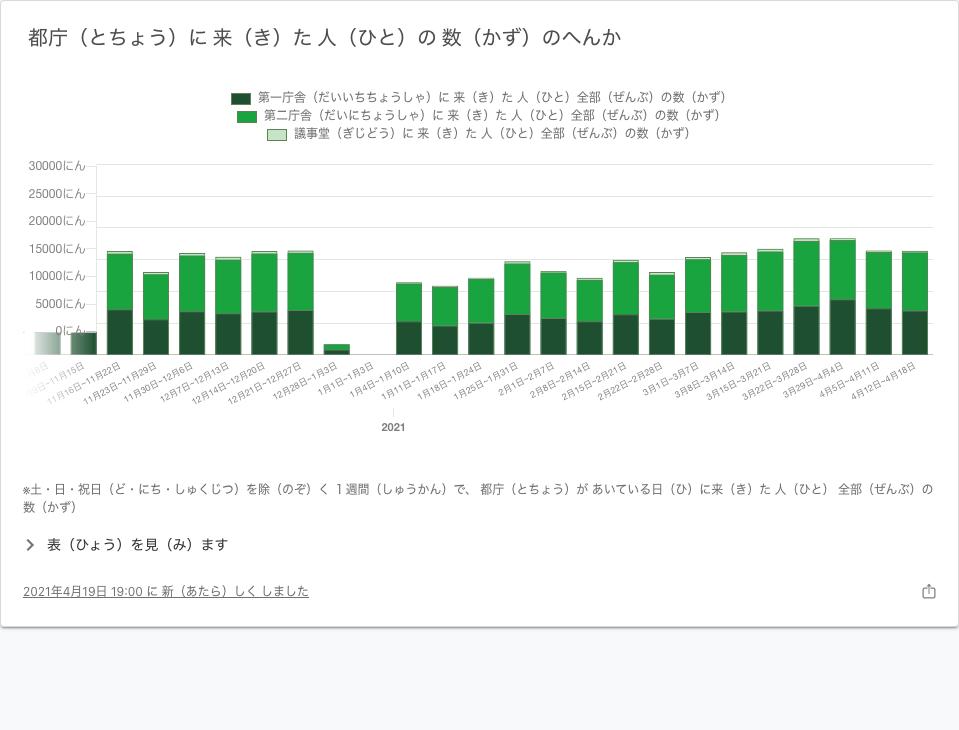 都庁（とちょう）に 来（き）た 人（ひと）の 数（かず）のへんか
第一庁舎（だいいちちょうしゃ）に 来（き）た 人（ひと）全部（ぜんぶ）の数（かず）
第二庁舎（だいにちょうしゃ）に 来（き）た 人（ひと）全部（ぜんぶ）の数（かず）
議事堂（ぎじどう）に 来（き）た 人（ひと）全部（ぜんぶ）の数（かず）
30000にん
25000にん
20000にん
15000にん
10000にん
5000にん
0にん
11月16日~11月22日
11月23日~11月29日
11月30日~12月6日
12月7日~12月13日
12月14日~12月20日
12月21日~12月27日
12月28日~1月3日
1月1日~1月3日
1月4日~1月10日
1月11日~1月17日
1月18日~1月24日
1月25日~1月31日
2月1日~2月7日
2月8日~2月14日
2月15日~2月21日
2月22日~2月28日
3月1日~3月7日
3月8日~3月14日
3月15日~3月21日
3月22日~3月28日
3月29日~4月4日
4月5日~4月11日
4月12日~4月18日
2021
※土・日・祝日（ど・にち・しゅくじつ）を除（のぞ）く １週間（しゅうかん）で、 都庁（とちょう）が あいている日（ひ）に来（き）た 人（ひと） 全部（ぜんぶ）の
数（かず）
表（ひょう）を見（み）ます
2021年4月19日 19:00 に 新（あたら）しく しました